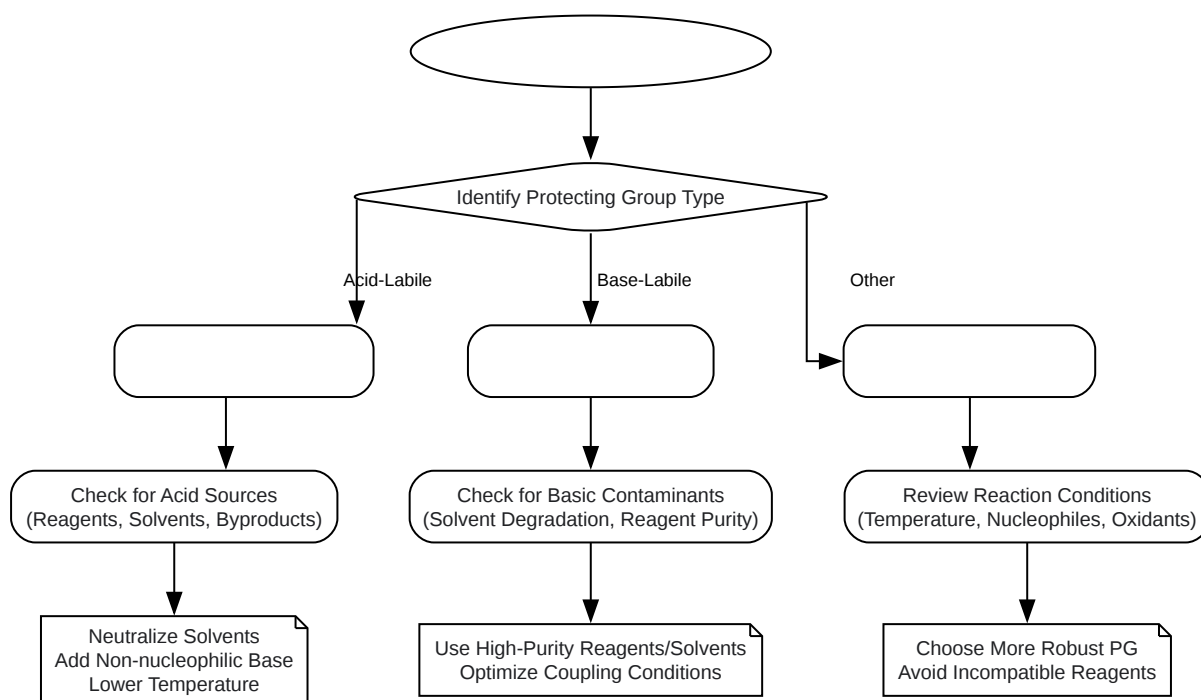 Identify Protecting Group Type
Acid-Labile
Base-Labile
Other
Check for Acid Sources
(Reagents, Solvents, Byproducts)
Check for Basic Contaminants
(Solvent Degradation, Reagent Purity)
Review Reaction Conditions
(Temperature, Nucleophiles, Oxidants)
Neutralize Solvents
Add Non-nucleophilic Base
Lower Temperature
Use High-Purity Reagents/Solvents
Optimize Coupling Conditions
Choose More Robust PG
Avoid Incompatible Reagents